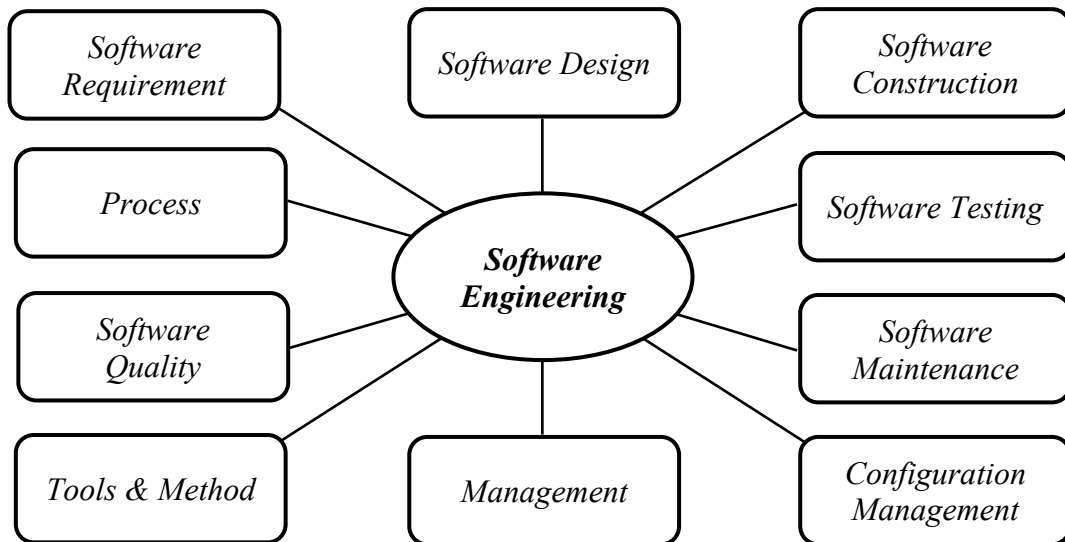 Software
Requirement
Software Design
Software
Construction
Process
Software Testing
Software
Engineering
Software
Quality
Software
Maintenance
Tools & Method
Management
Configuration
Management